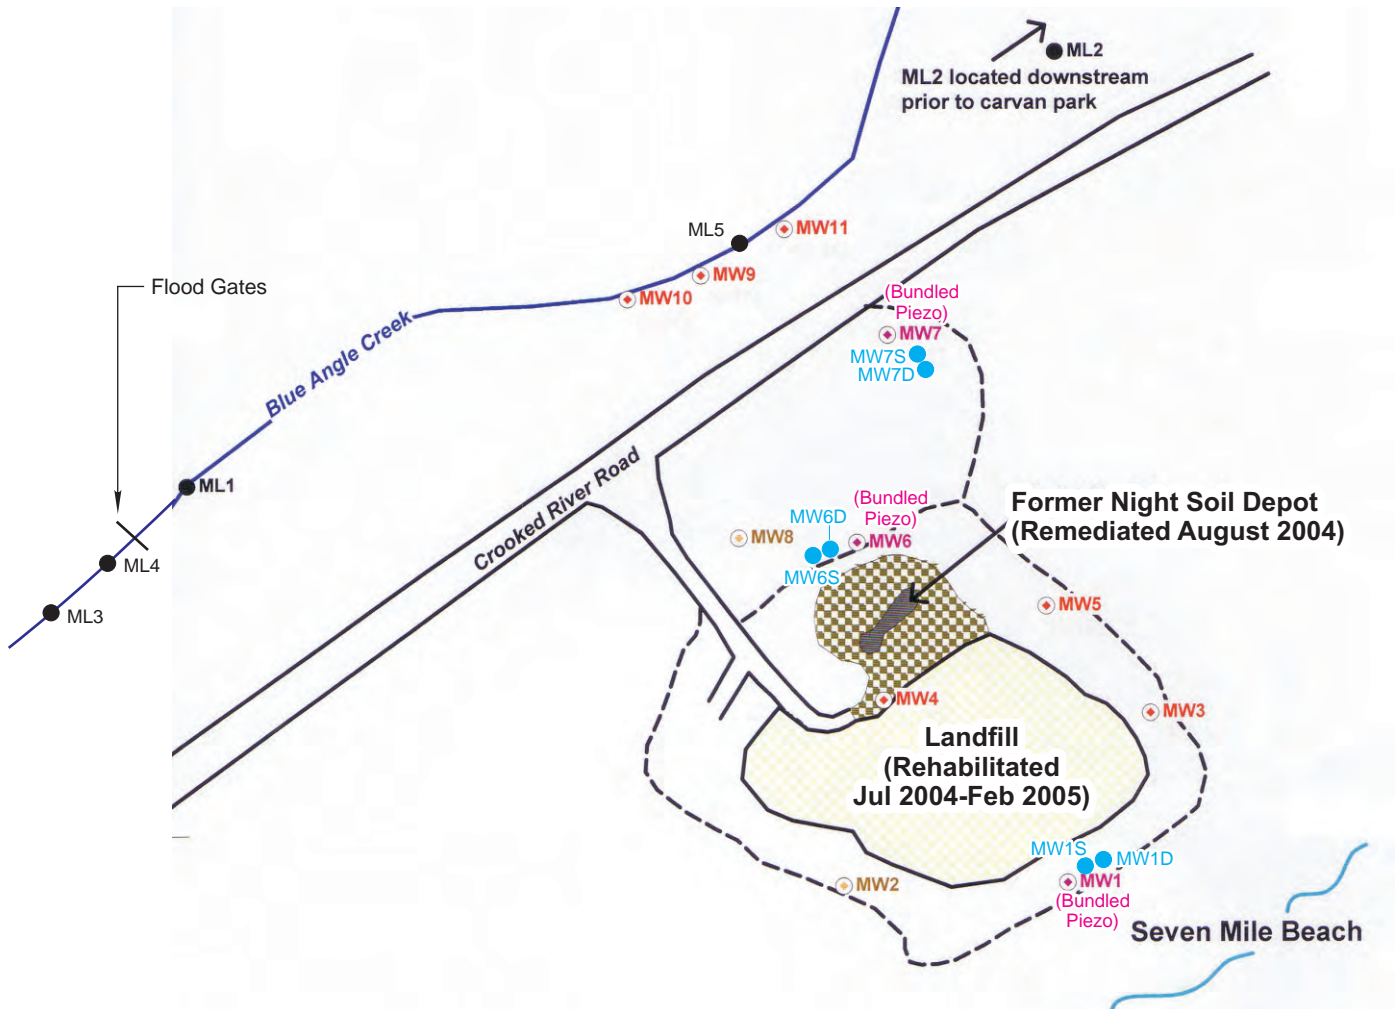 ML2
ML2 located downstream
prior to carvan park
ML5
MW11
MW9
MW10
Flood Gates
(Bundled
Piezo)
MW7
MW7S
MW7D
Blue Angle Creek
ML1
Crooked River Road
(Bundled
Piezo)
MW6D
MW8
MW6
MW6S
Former Night Soil Depot
(Remediated August 2004)
ML4
ML3
MW5
MW4
MW3
Landfill
(Rehabilitated
Jul 2004-Feb 2005)
MW1S
MW1D
MW2
MW1
(Bundled
Piezo)
Seven Mile Beach